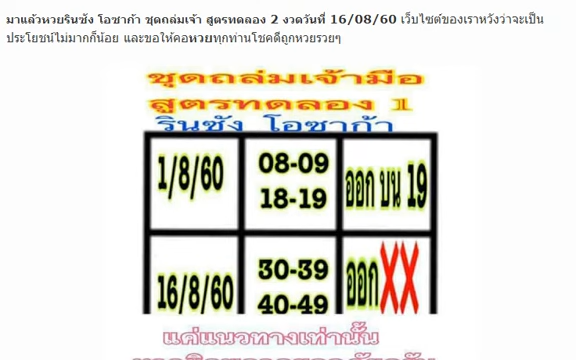 มาแล้วหวยรินซัง โอซาก้า ชุดถล่มเจ้า สูตรทดลอง 2 งวดวันที่ 16/08/60 เว็บไซต์ของเราหวังว่าจะเป็น
ประโยชน์ไม่มากก็น้อย และขอให้คอหวยทุกท่านโชคดีถูกหวยรวยๆ
ชุดถล่มเจ้ามือ
สูตรทดลอง 1
รินซัง โอซาก้า
1/8/60
08-09
18-19
ออก บน 19
16/8/60
30-39
40-49
ออก XX
แค่แนวทางเท่านั้น